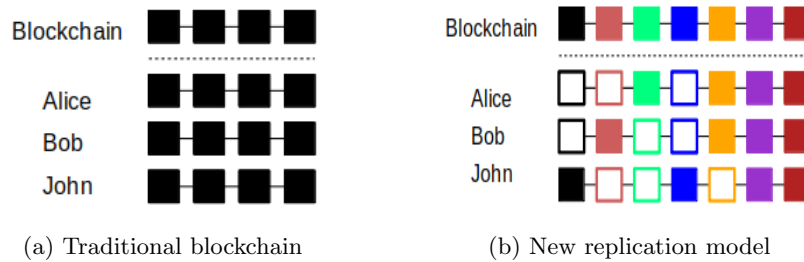 Blockchain
Alice
Bob
John
(a) Traditional blockchain
Blockchain
Alice
Bob
John
(b) New replication model